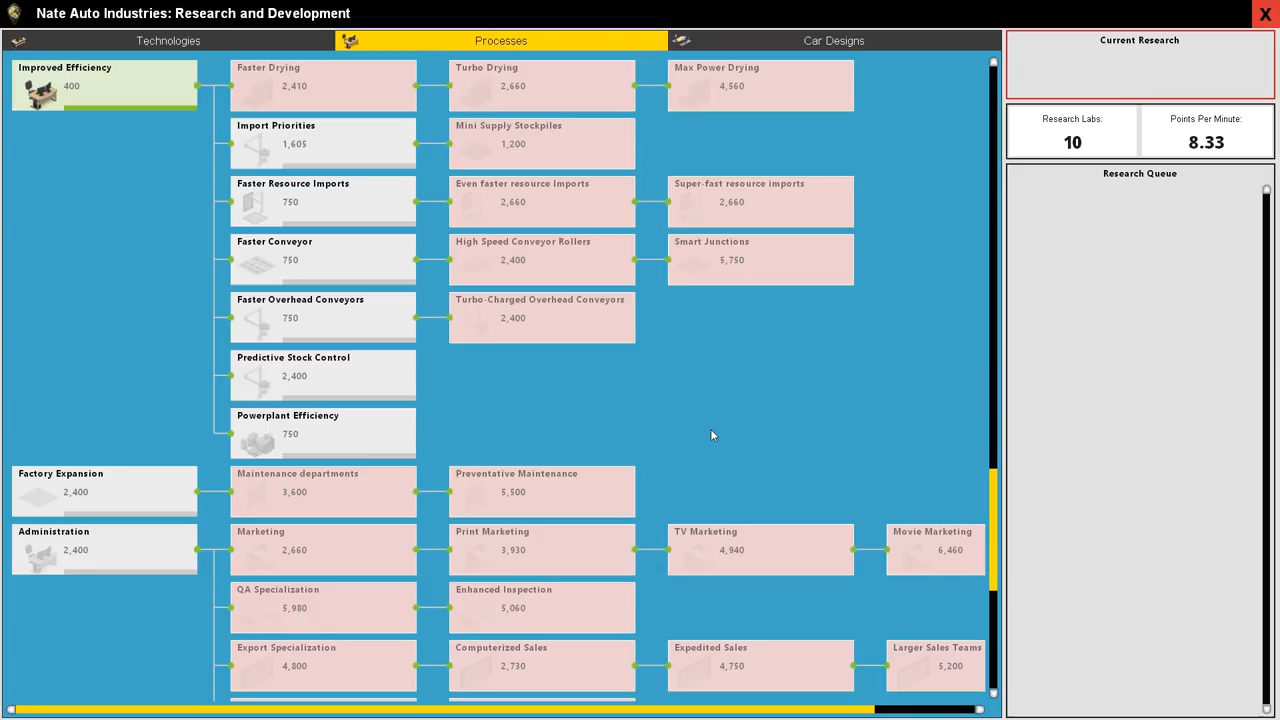 Nate Auto Industries: Research and Development
X
Technologies
Processes
Car Designs
Current Research
Research Labs:
10
Points Per Minute:
8.33
Research Queue
Improved Efficiency
400
Faster Drying
2,410
Turbo Drying
2,660
Max Power Drying
4,560
Import Priorities
1,605
Mini Supply Stockpiles
1,200
Faster Resource Imports
750
Even faster resource Imports
2,660
Super-fast resource imports
2,660
Faster Conveyor
750
High Speed Conveyor Rollers
2,400
Smart Junctions
5,750
Faster Overhead Conveyors
750
Turbo-Charged Overhead Conveyors
2,400
Predictive Stock Control
2,400
Powerplant Efficiency
750
Factory Expansion
2,400
Maintenance departments
3,600
Preventative Maintenance
5,500
Administration
2,400
Marketing
2,660
Print Marketing
3,930
TV Marketing
4,940
Movie Marketing
6,460
QA Specialization
5,980
Enhanced Inspection
5,060
Export Specialization
4,800
Computerized Sales
2,730
Expedited Sales
4,750
Larger Sales Teams
5,200